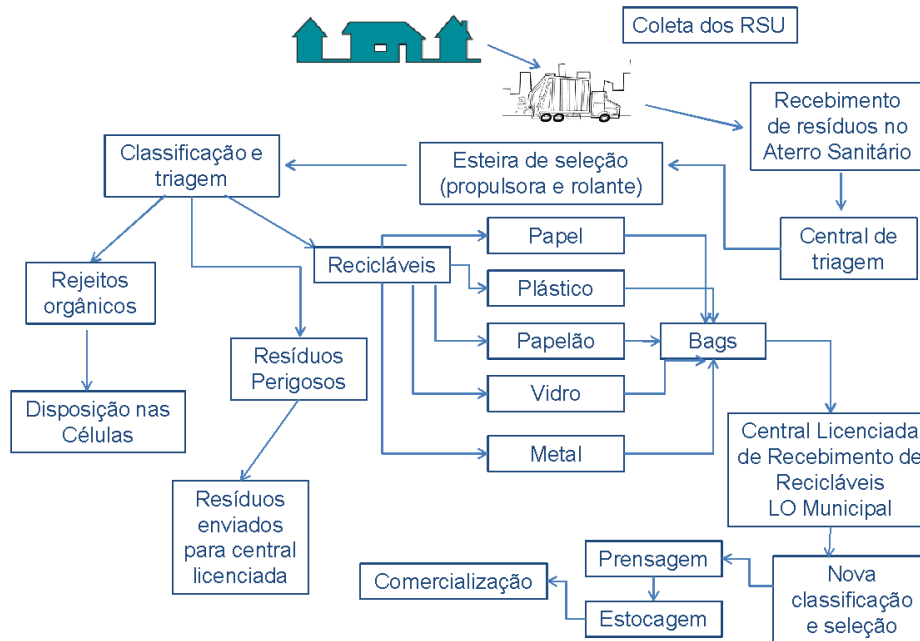 Coleta dos RSU
Recebimento
de resíduos no
Aterro Sanitário
Central de
triagem
Esteira de seleção
(propulsora e rolante)
Classificação e
triagem
Rejeitos
orgânicos
Disposição nas
Células
Resíduos
Perigosos
Resíduos
enviados
para central
licenciada
Recicláveis
Papel
Plástico
Papelão
Vidro
Metal
Bags
Central Licenciada
de Recebimento de
Recicláveis
LO Municipal
Nova
classificação
e seleção
Prensagem
Estocagem
Comercialização